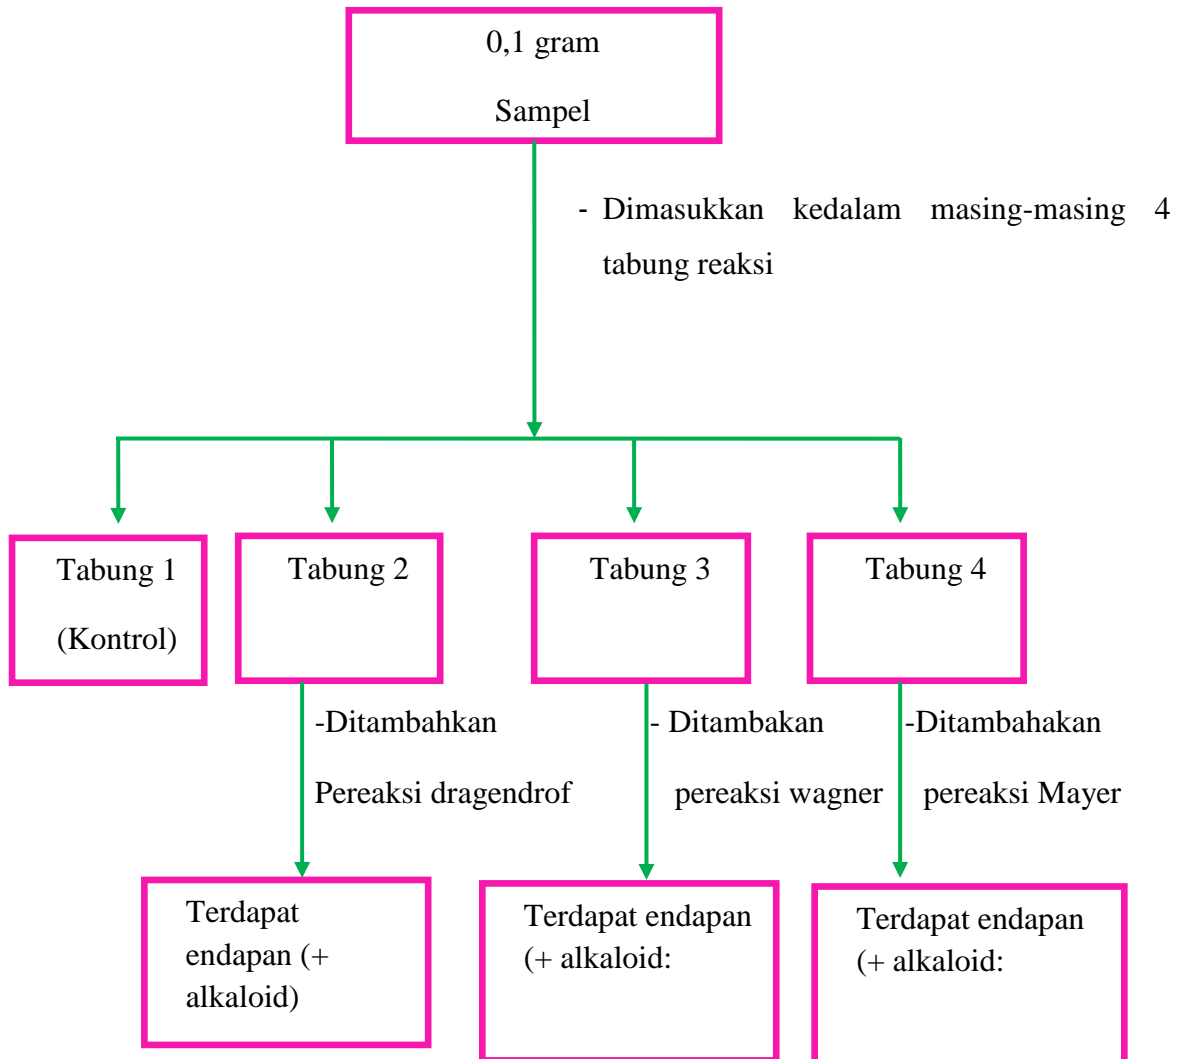 0,1 gram
Sampel
- Dimasukkan kedalam masing-masing 4
tabung reaksi
Tabung 1
(Kontrol)
Tabung 2
Tabung 3
Tabung 4
-Ditambahkan
Pereaksi dragendrof
- Ditambakan
pereaksi wagner
-Ditambahakan
pereaksi Mayer
Terdapat
endapan (+
alkaloid)
Terdapat endapan
(+ alkaloid:
Terdapat endapan
(+ alkaloid: